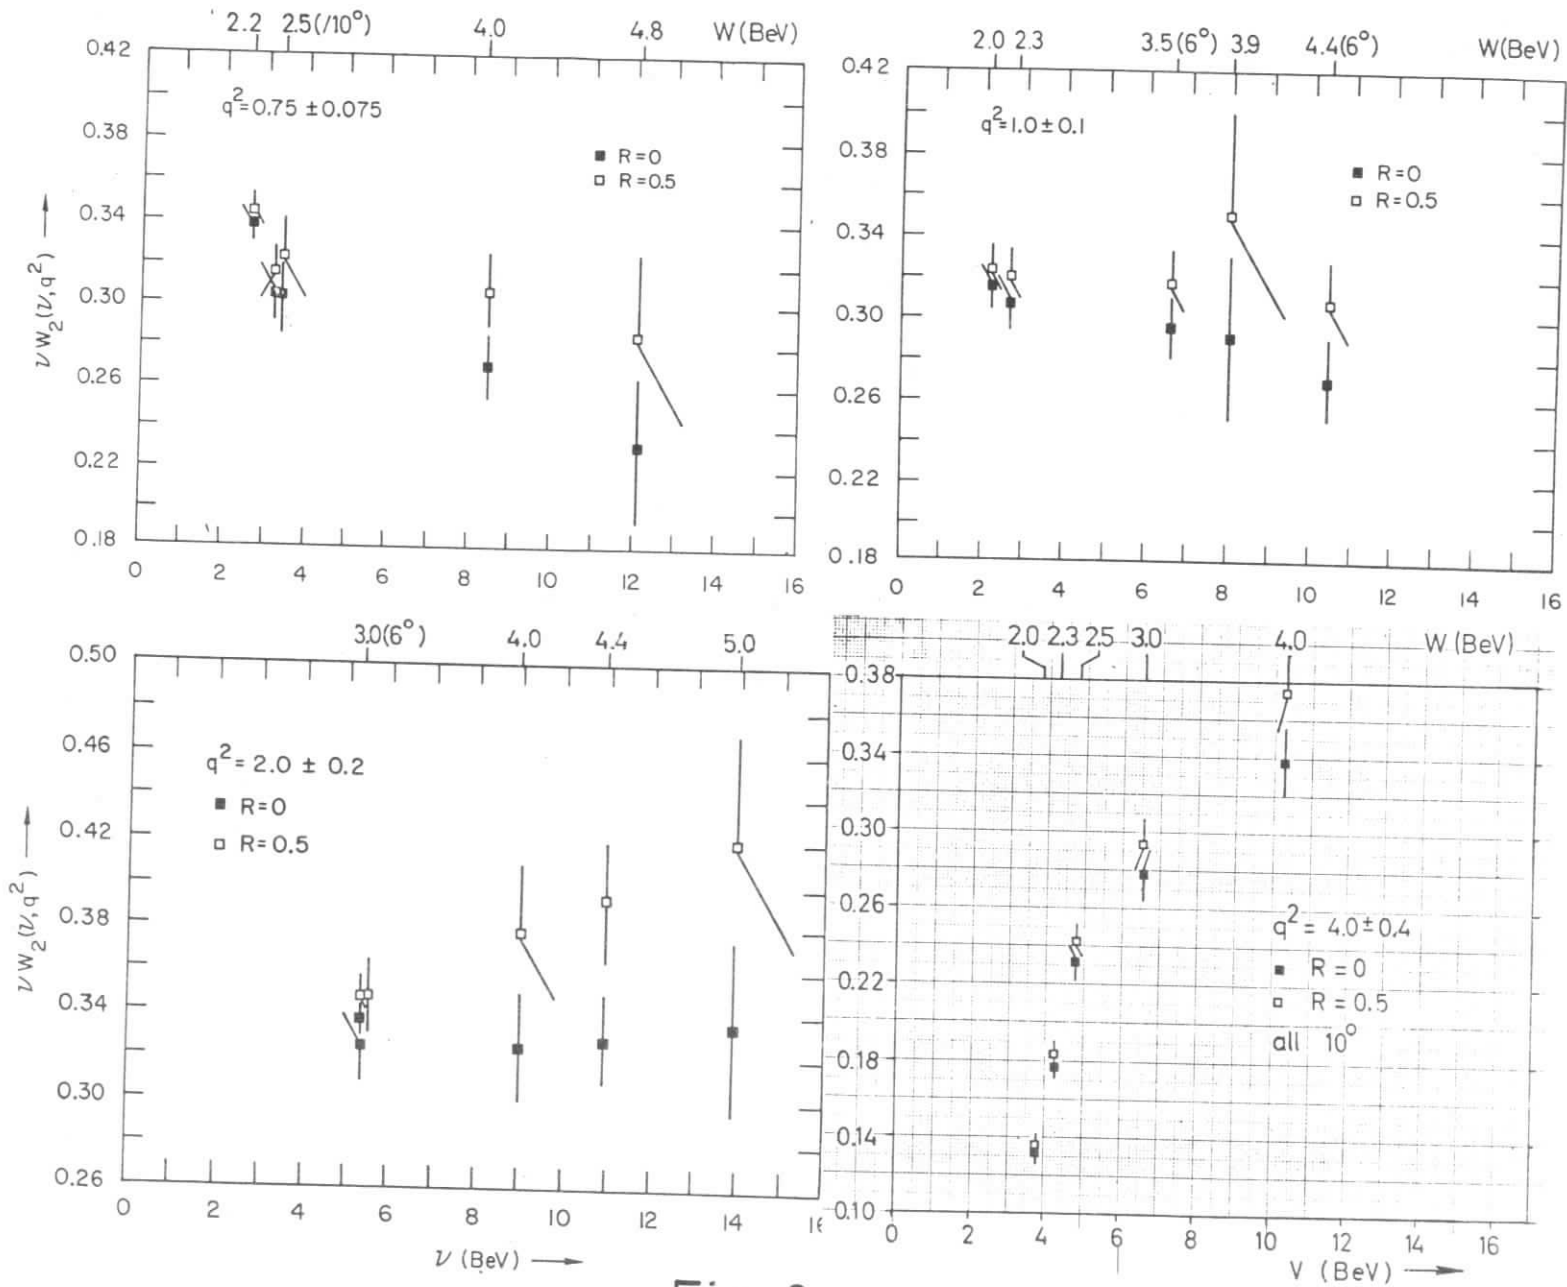 2.2 2.5(/10°) 4.0 4.8 W(BeV)
0.42
q²=0.75 ±0.075
0.38
R=0
R=0.5
0.34
0.30
0.26
0.22
0.18
νW₂(ν,q²)
0 2 4 6 8 10 12 14 16
2.0 2.3 3.5(6°) 3.9 4.4(6°) W(BeV)
0.42
q²=1.0±0.1
0.38
R=0
R=0.5
0.34
0.30
0.26
0.22
0.18
0 2 4 6 8 10 12 14 16
3.0(6°) 4.0 4.4 5.0
0.50
0.46
q²= 2.0 ± 0.2
R=0
R=0.5
0.42
0.38
0.34
0.30
0.26
νW₂(ν,q²)
0 2 4 6 8 10 12 14
ν (BeV)
2.0 2.3 2.5 3.0 4.0 W (BeV)
0.38
0.34
0.30
0.26
q²= 4.0±0.4
R=0
0.22
R=0.5
all 10°
0.18
0.14
0.10
0 2 4 6 8 10 12 14 16
V (BeV)